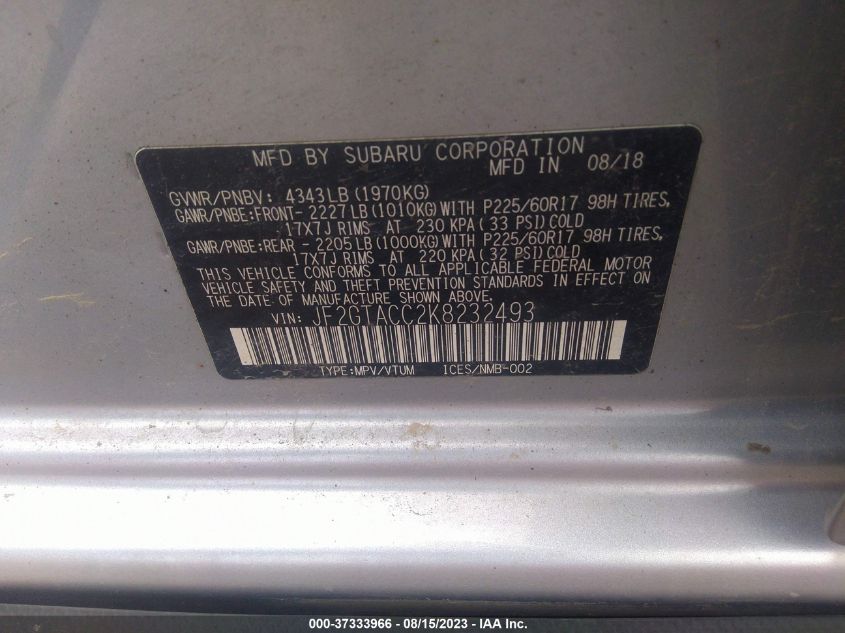 MFD BY SUBARU CORPORATION
MFD IN 08/18
GVWR/PNBV: 4343LB(1970KG)
GAWR/PNBE:FRONT- 2227LB(1010KG)WITH P225/60R17 98H TIRES,
17X7J RIMS AT 230 KPA(33 PSI)COLD
GAWR/PNBE:REAR - 2205LB(1000KG)WITH P225/60R17 98H TIRES,
17X7J RIMS AT 220 KPA(32 PSI)COLD
THIS VEHICLE CONFORMS TO ALL APPLICABLE FEDERAL MOTOR
VEHICLE SAFETY AND THEFT PREVENTION STANDARDS IN EFFECT ON
THE DATE OF MANUFACTURE SHOWN ABOVE.
VIN: JF2GTACC2K8232493
TYPE:MPV/VTUM ICES/NMB-002
000-37333966 - 08/15/2023 - IAA Inc.